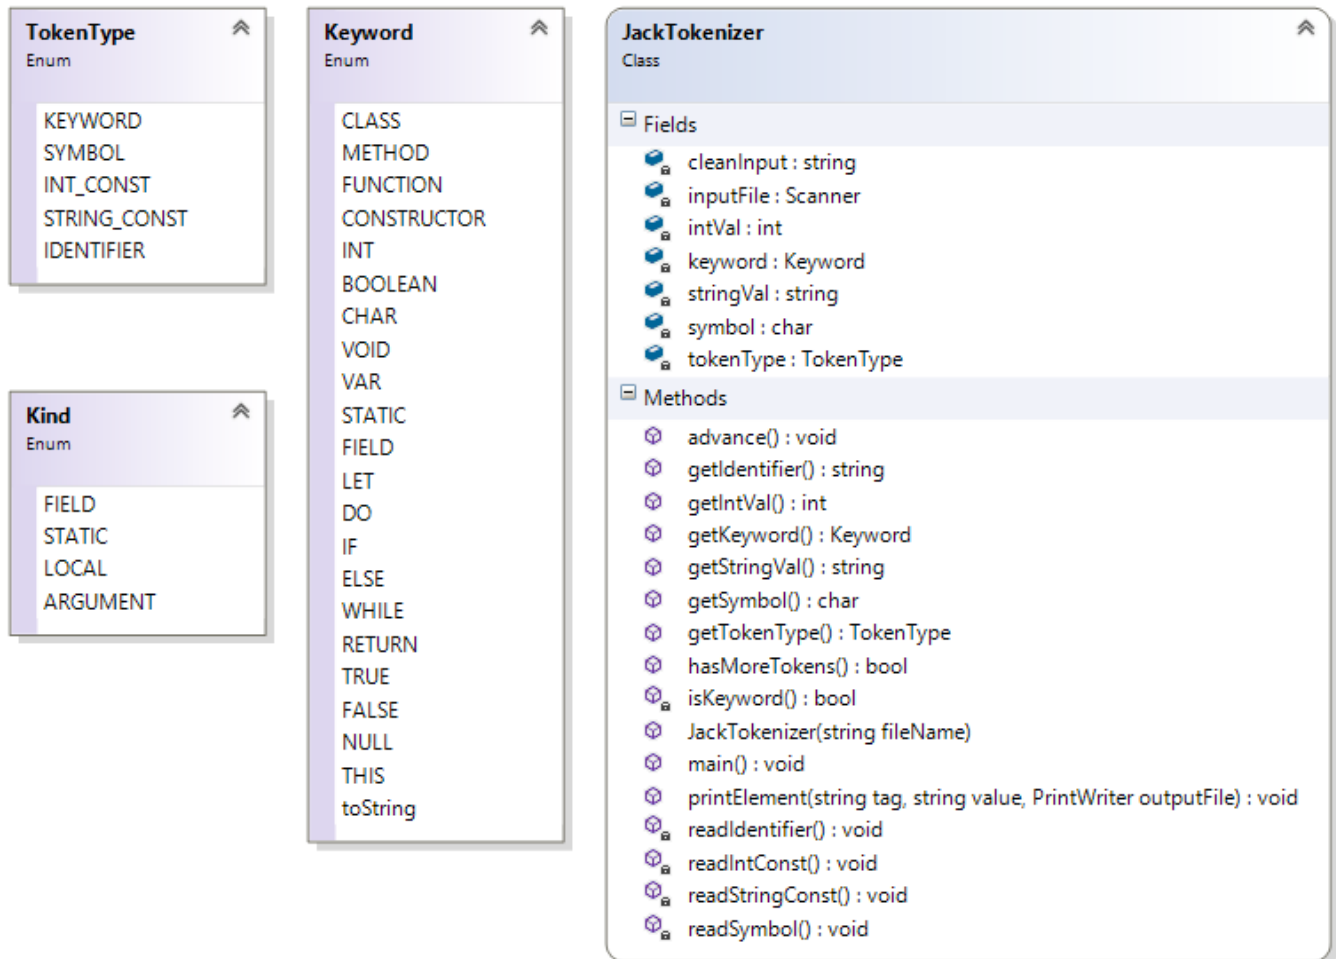 TokenType
Enum
KEYWORD
SYMBOL
INT_CONST
STRING_CONST
IDENTIFIER
Kind
Enum
FIELD
STATIC
LOCAL
ARGUMENT
Keyword
Enum
CLASS
METHOD
FUNCTION
CONSTRUCTOR
INT
BOOLEAN
CHAR
VOID
VAR
STATIC
FIELD
LET
DO
IF
ELSE
WHILE
RETURN
TRUE
FALSE
NULL
THIS
toString
JackTokenizer
Class
Fields
cleanInput : string
inputFile : Scanner
intVal : int
keyword : Keyword
stringVal : string
symbol : char
tokenType : TokenType
Methods
advance() : void
getIdentifier() : string
getIntVal() : int
getKeyword() : Keyword
getStringVal() : string
getSymbol() : char
getTokenType() : TokenType
hasMoreTokens() : bool
isKeyword() : bool
JackTokenizer(string fileName)
main() : void
printElement(string tag, string value, PrintWriter outputFile) : void
readIdentifier() : void
readIntConst() : void
readStringConst() : void
readSymbol() : void